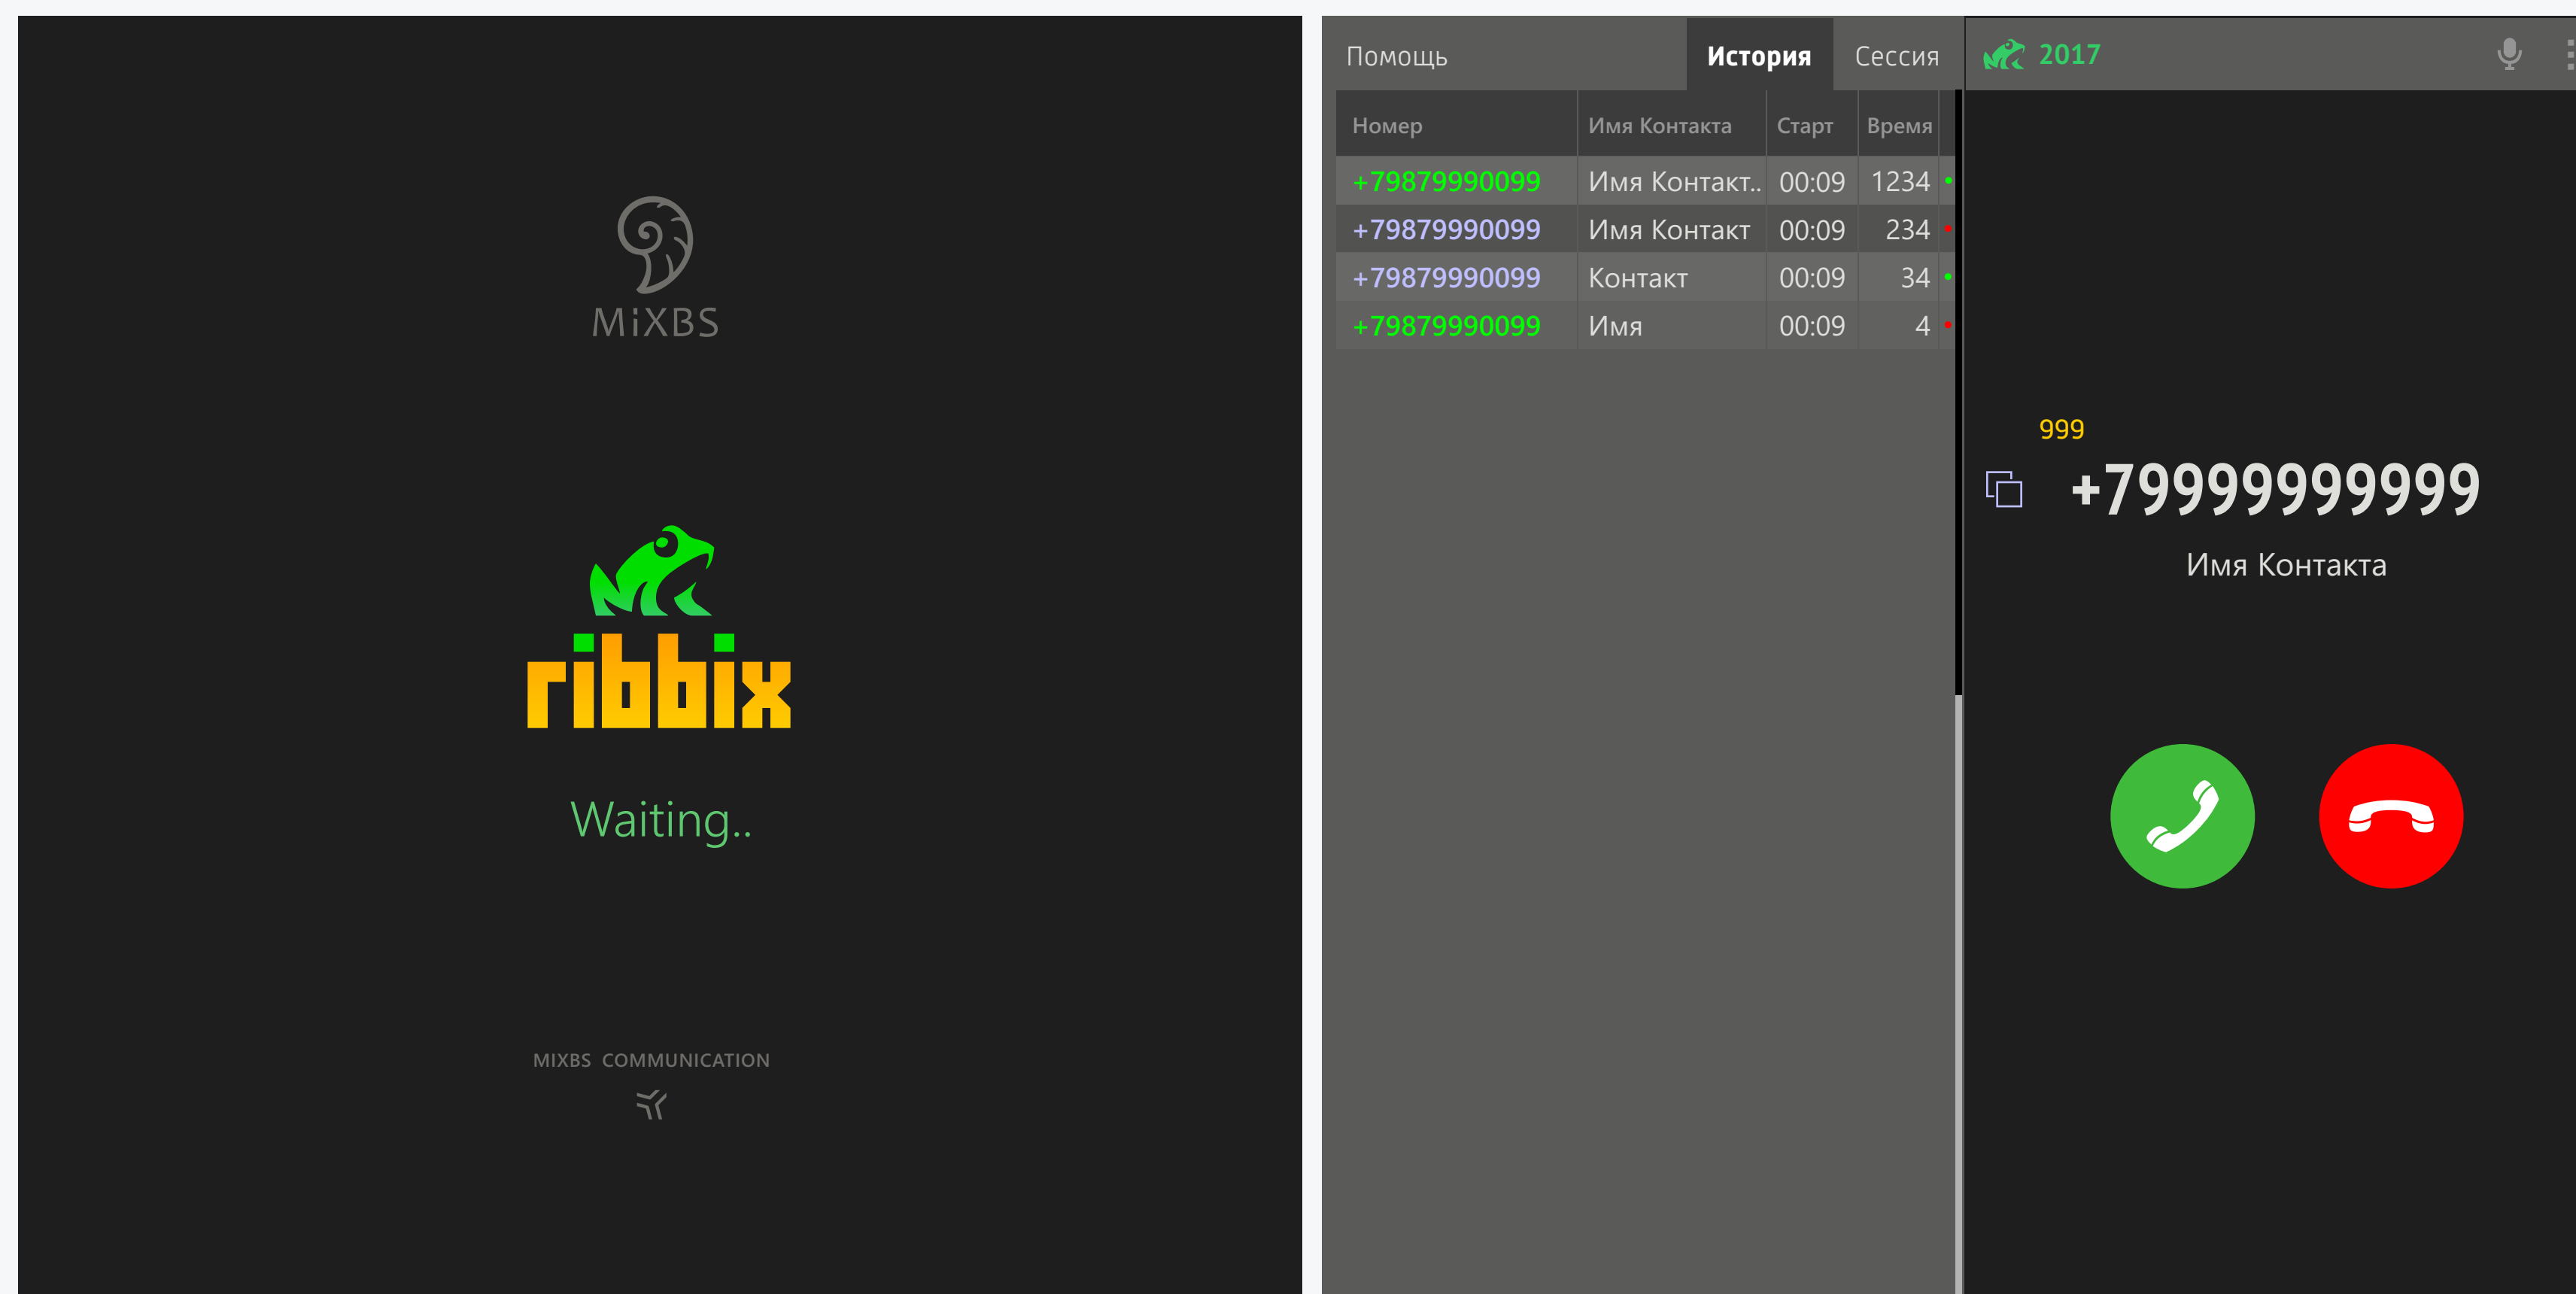 MiXBS
ribbix
Waiting..
MIXBS COMMUNICATION
Помощь История Сессия
Номер Имя Контакта Старт Время
+79879990099 Имя Контакт.. 00:09 1234
+79879990099 Имя Контакт 00:09 234
+79879990099 Контакт 00:09 34
+79879990099 Имя 00:09 4
2017
999
+79999999999
Имя Контакта